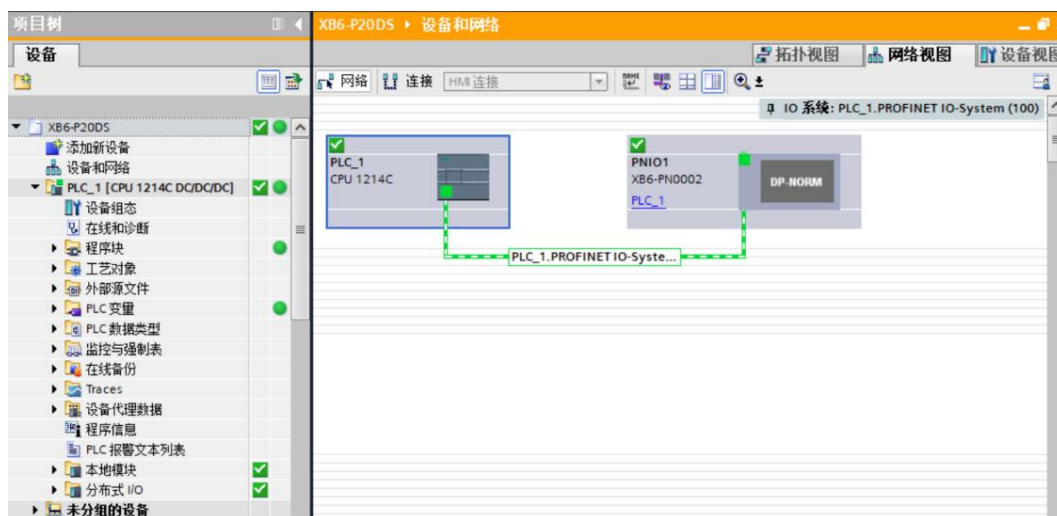 项目树
XB6-P20DS ▸ 设备和网络
设备
拓扑视图
网络视图
设备视图
网络
连接
HMI 连接
IO 系统: PLC_1.PROFINET IO-System (100)
XB6-P20DS
添加新设备
设备和网络
PLC_1 [CPU 1214C DC/DC/DC]
设备组态
在线和诊断
程序块
工艺对象
外部源文件
PLC 变量
PLC 数据类型
监控与强制表
在线备份
Traces
设备代理数据
程序信息
PLC 报警文本列表
本地模块
分布式 I/O
未分组的设备
PLC_1
CPU 1214C
PNIO1
XB6-PN0002
PLC_1
DP-NORM
PLC_1.PROFINET IO-Syste...